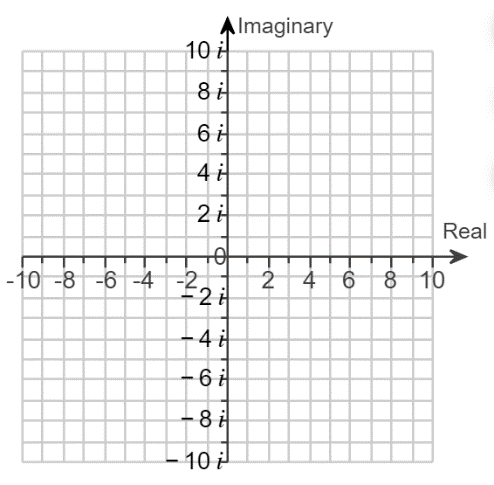 Imaginary
10 i
8 i
6 i
4 i
2 i
Real
0
-10 -8 -6 -4 -2 2 4 6 8 10
− 2 i
− 4 i
− 6 i
− 8 i
− 10 i